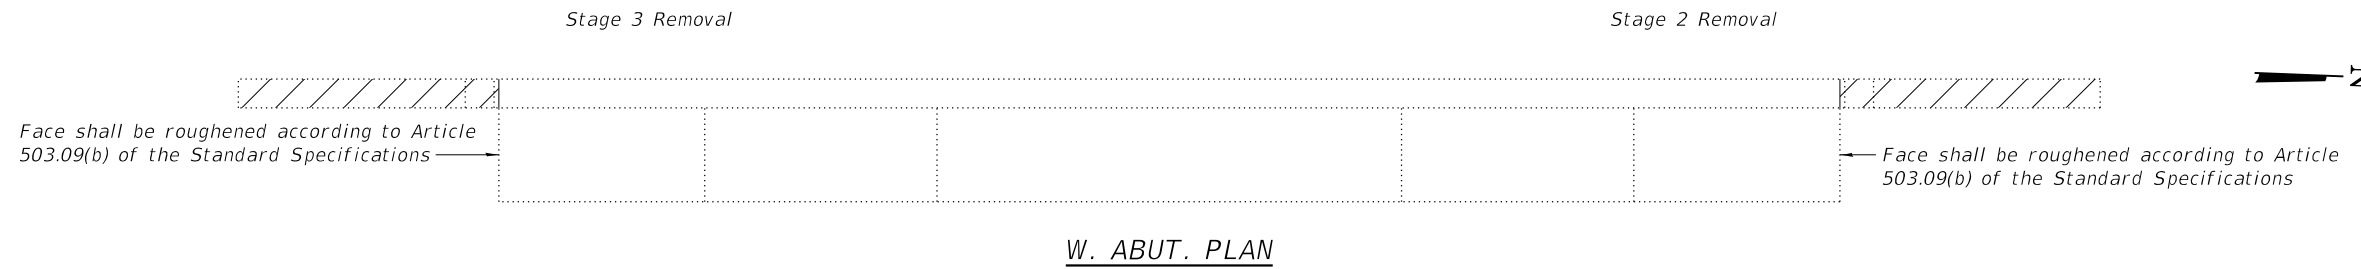 Stage 3 Removal
Stage 2 Removal
N
Face shall be roughened according to Article
503.09(b) of the Standard Specifications
Face shall be roughened according to Article
503.09(b) of the Standard Specifications
W. ABUT. PLAN